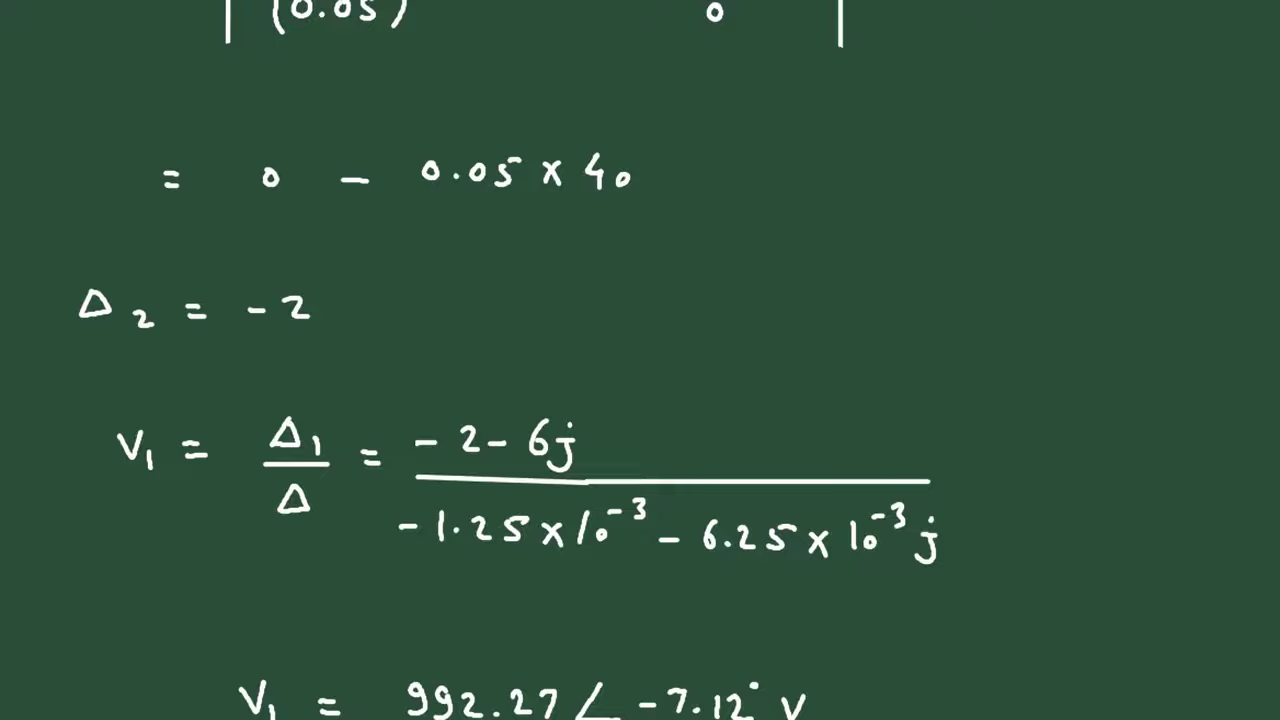 | (0.05) 0 |
= 0 - 0.05 × 40
Δ₂ = -2
V₁ = Δ₁/Δ = (-2 - 6j)/(-1.25×10⁻³ - 6.25×10⁻³j)
V₁ = 992.27∠-7.12° V